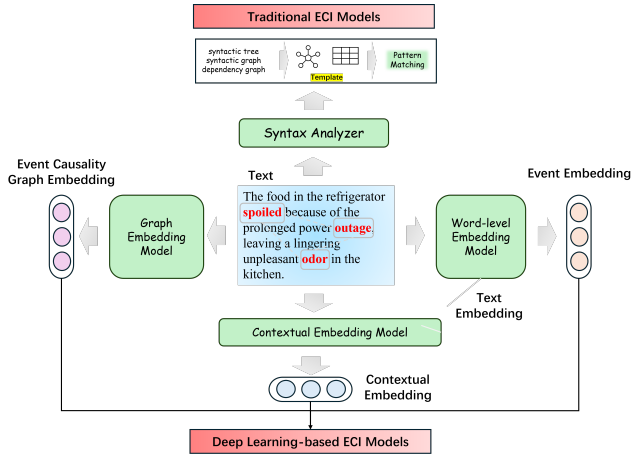 Traditional ECI Models
syntactic tree
syntactic graph
dependency graph
Template
Pattern
Matching
Syntax Analyzer
Event Causality
Graph Embedding
Text
Event Embedding
The food in the refrigerator
spoiled because of the
prolonged power outage,
leaving a lingering
unpleasant odor in the
kitchen.
Graph
Embedding
Model
Word-level
Embedding
Model
Text
Embedding
Contextual Embedding Model
Contextual
Embedding
Deep Learning-based ECI Models